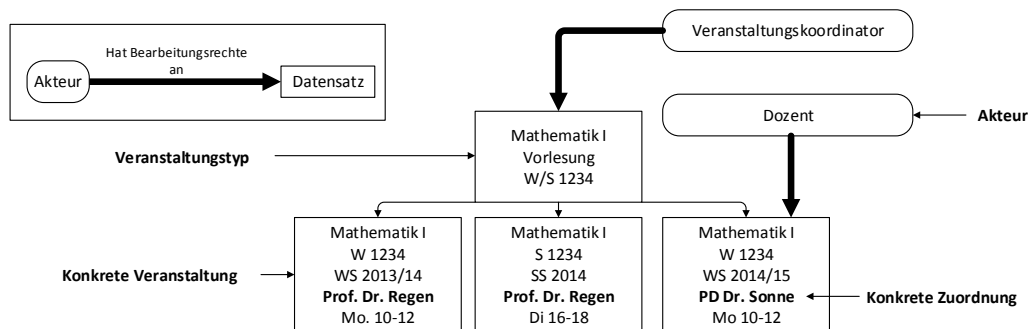 Hat Bearbeitungsrechte
an
Akteur
Datensatz
Veranstaltungskoordinator
Dozent
Akteur
Veranstaltungstyp
Mathematik I
Vorlesung
W/S 1234
Konkrete Veranstaltung
Mathematik I
W 1234
WS 2013/14
Prof. Dr. Regen
Mo. 10-12
Mathematik I
S 1234
SS 2014
Prof. Dr. Regen
Di 16-18
Mathematik I
W 1234
WS 2014/15
PD Dr. Sonne
Mo 10-12
Konkrete Zuordnung